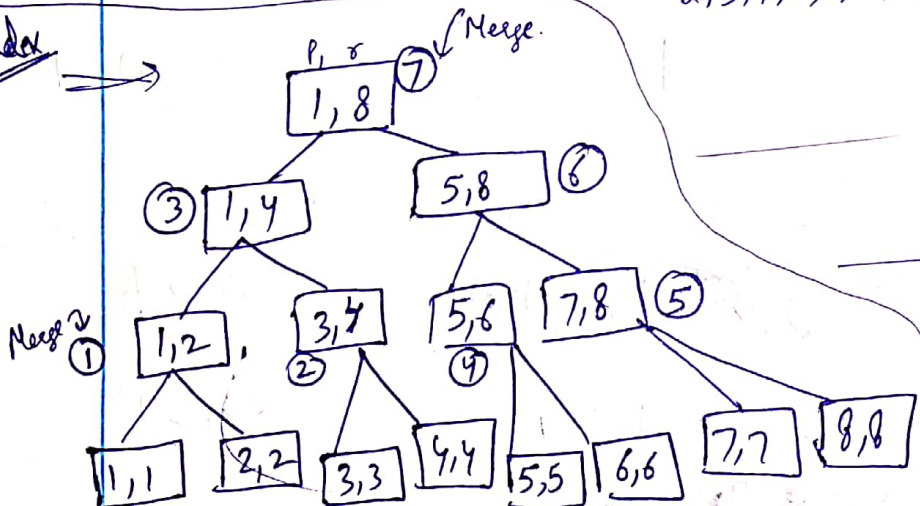 Merge.
p, r
1,8 7
3 1,4 5,8 6
Merge 1 1,2 3,4 2 5,6 4 7,8 5
1,1 2,2 3,3 4,4 5,5 6,6 7,7 8,8